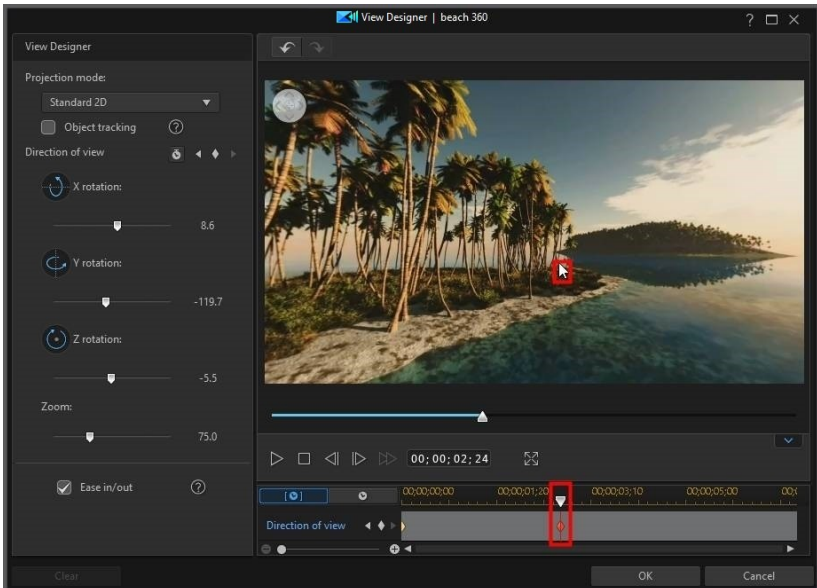 View Designer | beach 360
View Designer
Projection mode:
Standard 2D
Object tracking
Direction of view
X rotation:
8.6
Y rotation:
-119.7
Z rotation:
-5.5
Zoom:
75.0
Ease in/out
00; 00; 02; 24
00;00;00;00 00;00;01;20 00;00;03;10 00;00;05;00
Direction of view
Clear
OK Cancel